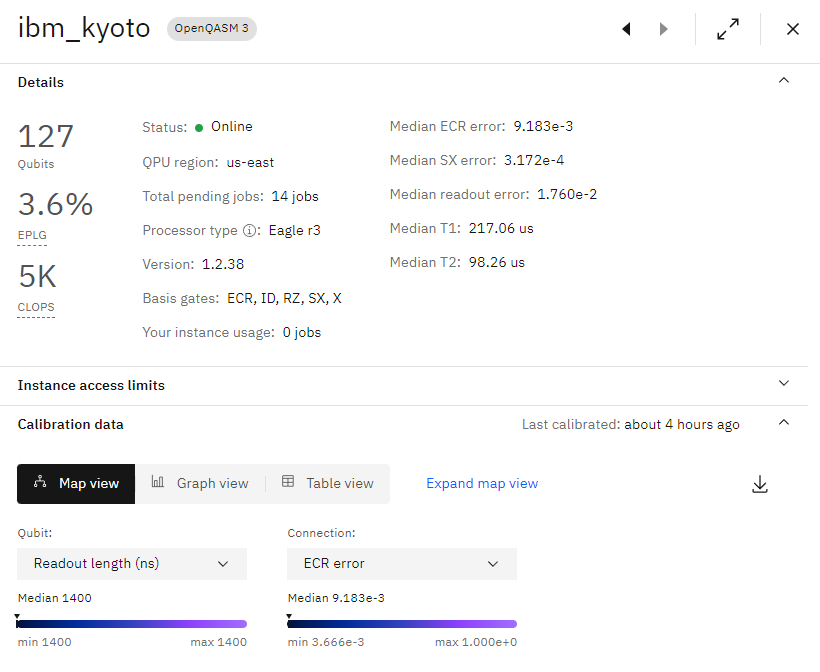 ibm_kyoto OpenQASM 3
Details
127
Qubits
3.6%
EPLG
5K
CLOPS
Status: Online
QPU region: us-east
Total pending jobs: 14 jobs
Processor type : Eagle r3
Version: 1.2.38
Basis gates: ECR, ID, RZ, SX, X
Your instance usage: 0 jobs
Median ECR error: 9.183e-3
Median SX error: 3.172e-4
Median readout error: 1.760e-2
Median T1: 217.06 us
Median T2: 98.26 us
Instance access limits
Calibration data Last calibrated: about 4 hours ago
Map view Graph view Table view Expand map view
Qubit:
Readout length (ns)
Median 1400
min 1400 max 1400
Connection:
ECR error
Median 9.183e-3
min 3.666e-3 max 1.000e+0